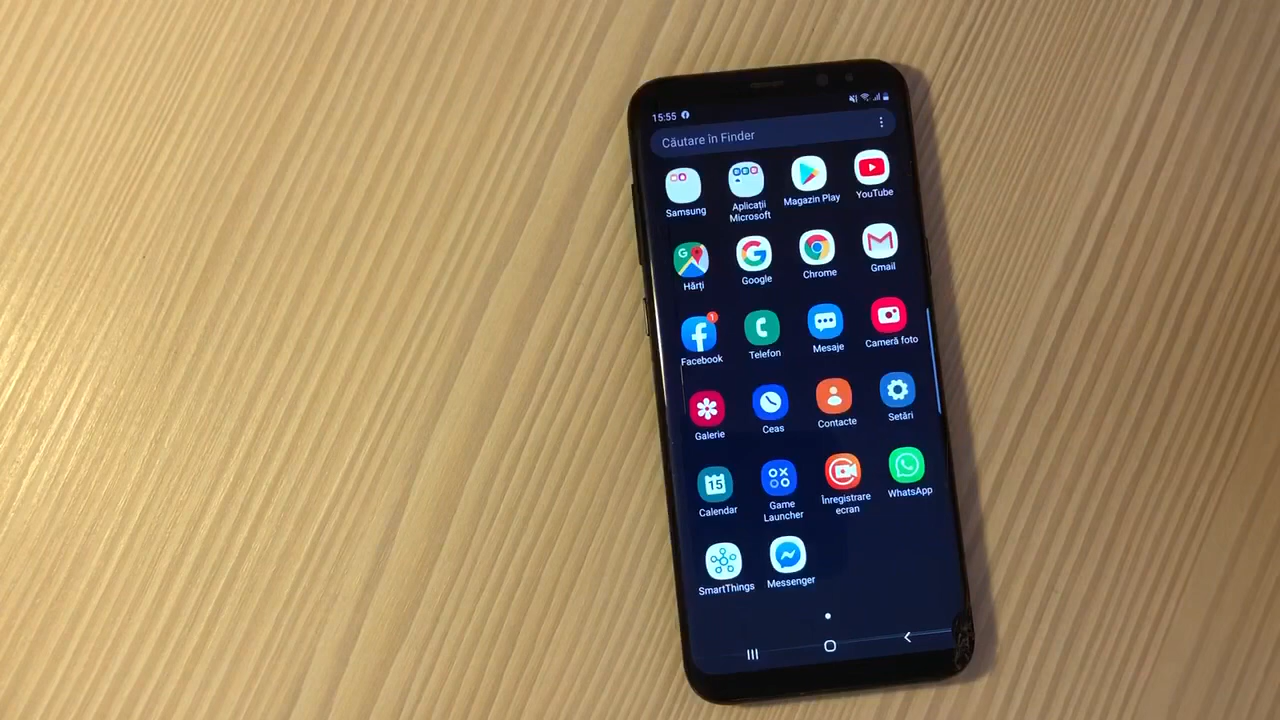 15:55
Căutare în Finder
Samsung
Aplicații
Microsoft
Magazin Play
YouTube
Hărți
Google
Chrome
Gmail
Facebook
1
Telefon
Mesaje
Cameră foto
Galerie
Ceas
Contacte
Setări
15
Calendar
Game
Launcher
Înregistrare
ecran
WhatsApp
SmartThings
Messenger